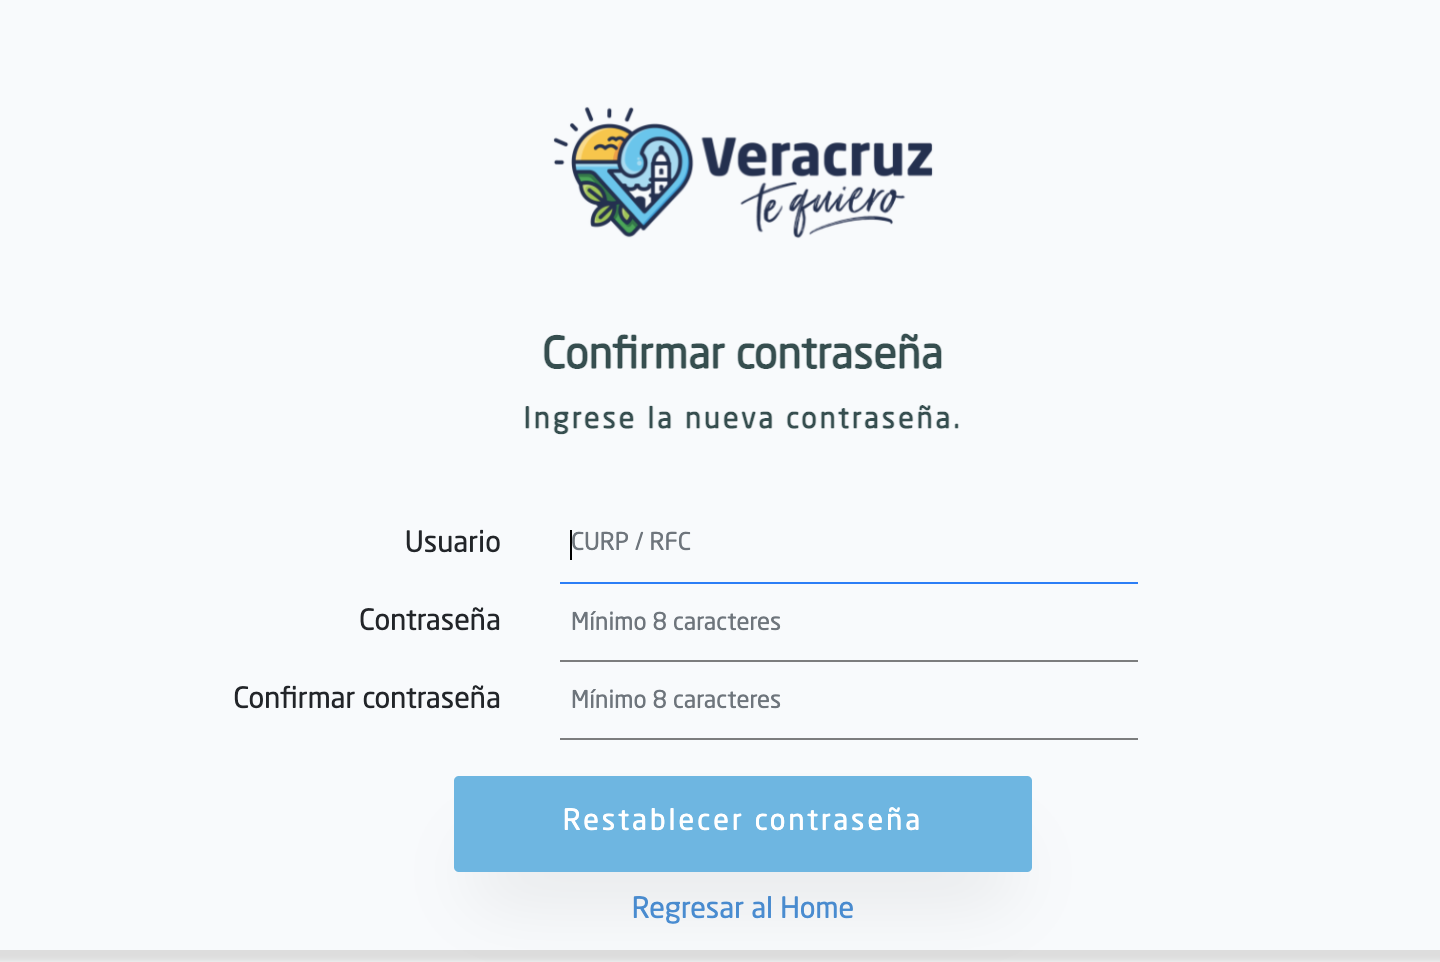 Veracruz
te quiero
Confirmar contraseña
Ingrese la nueva contraseña.
Usuario CURP / RFC
Contraseña Mínimo 8 caracteres
Confirmar contraseña Mínimo 8 caracteres
Restablecer contraseña
Regresar al Home